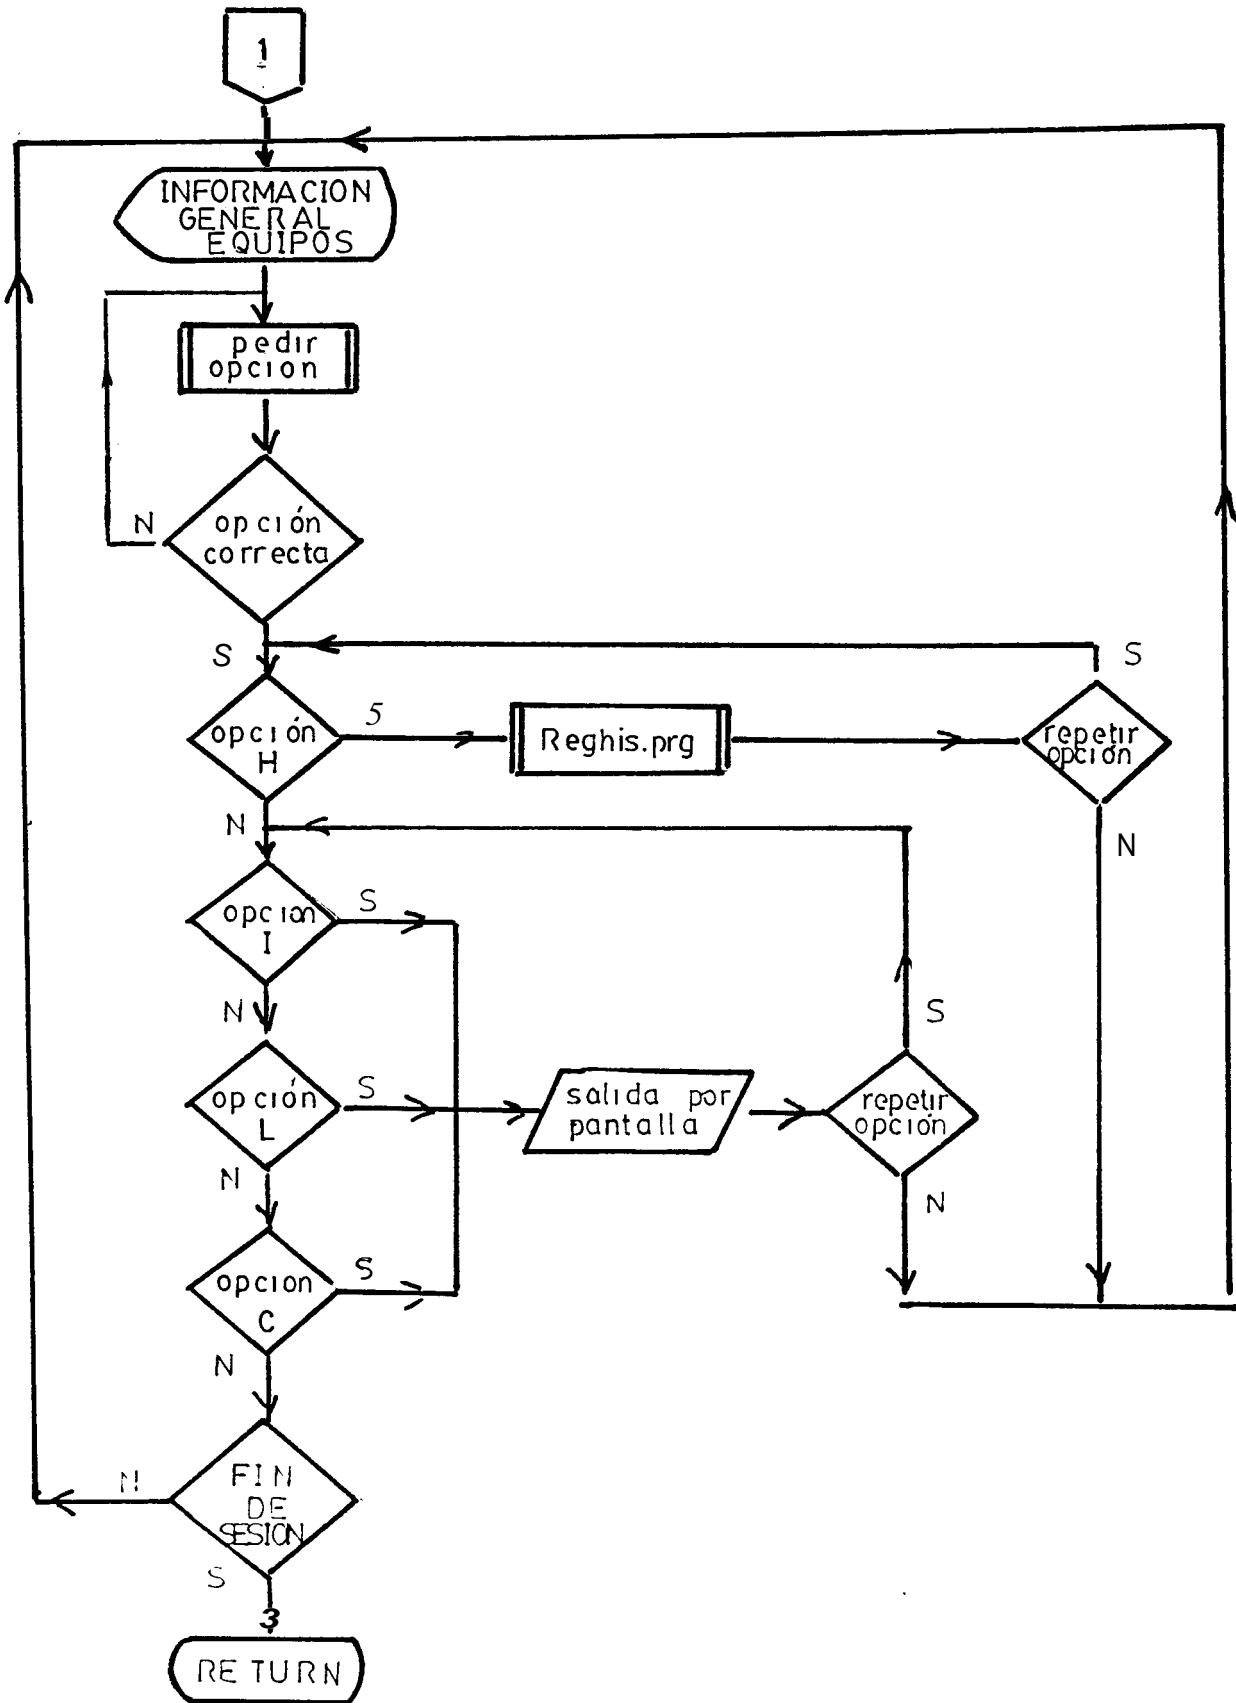 1
INFORMACION
GENERAL
EQUIPOS
pedir
opcion
N
opción
correcta
S
S
opción
H
5
Reghis.prg
repetir
opción
N
N
opcion
I
S
N
S
opción
L
S
salida por
pantalla
repetir
opción
N
N
opcion
C
S
N
N
FIN
DE
SESION
S
3
RETURN